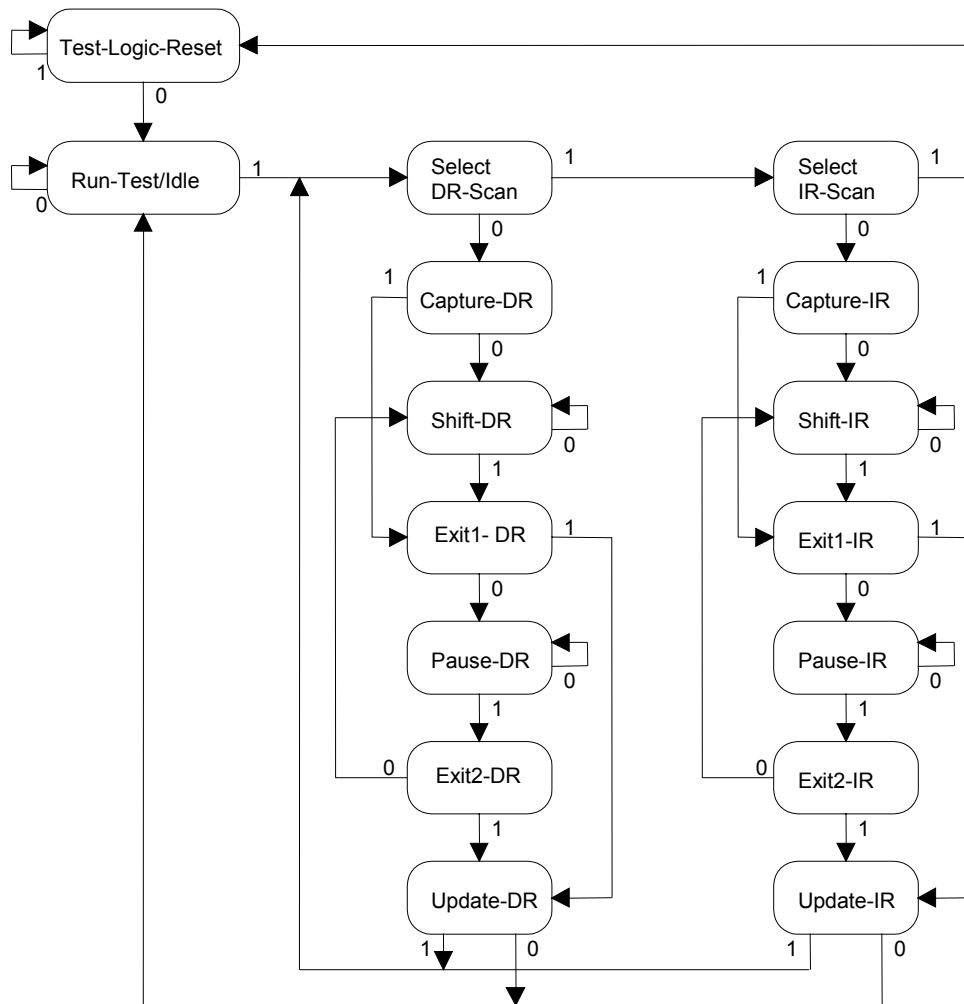 Test-Logic-Reset
1
0
Run-Test/Idle
1
0
Select
DR-Scan
1
0
Select
IR-Scan
1
0
1
Capture-DR
0
1
Capture-IR
0
Shift-DR
0
1
Shift-IR
0
1
Exit1- DR
1
0
Exit1-IR
1
0
Pause-DR
0
1
Pause-IR
0
1
0
Exit2-DR
1
0
Exit2-IR
1
Update-DR
1
0
Update-IR
1
0